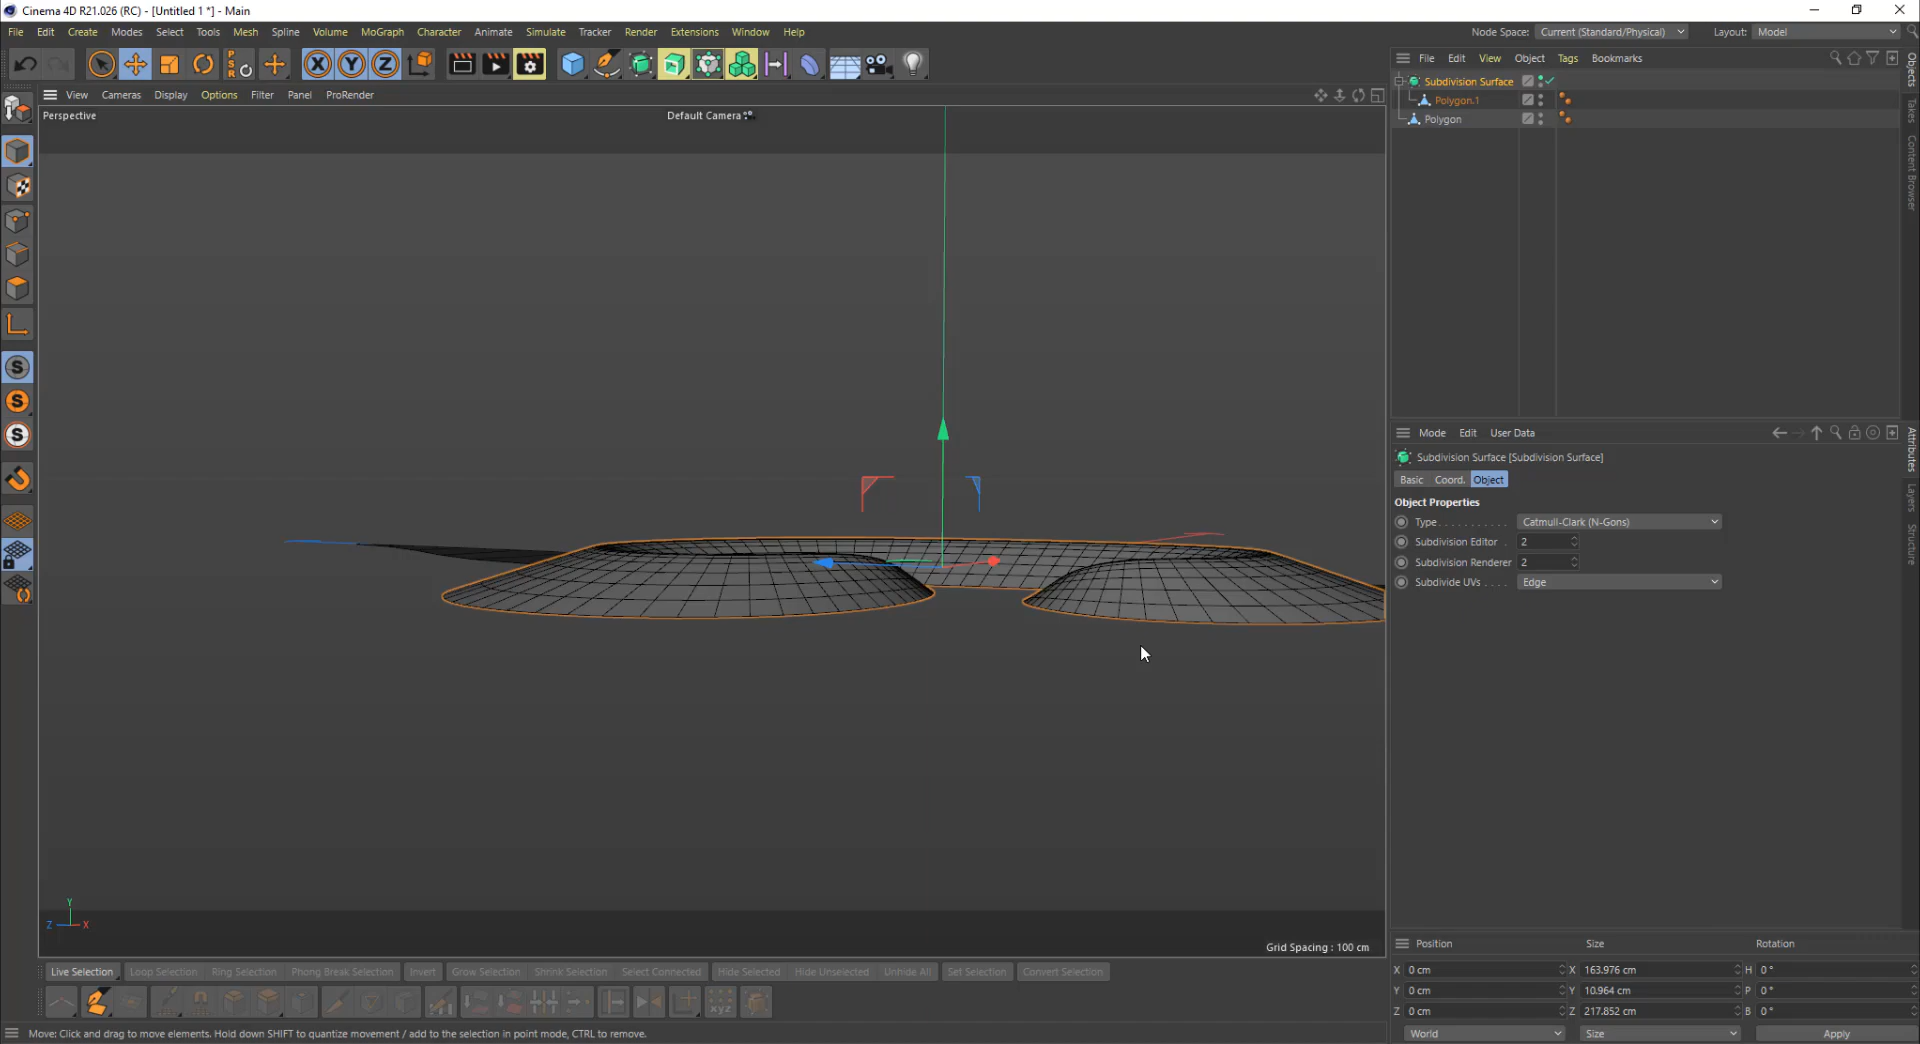 Cinema 4D R21.026 (RC) - [Untitled 1 *] - Main
File Edit Create Modes Select Tools Mesh Spline Volume MoGraph Character Animate Simulate Tracker Render Extensions Window Help
Node Space: Current (Standard/Physical) Layout: Model
P S R
X Y Z
File Edit View Object Tags Bookmarks
Subdivision Surface
Polygon.1
Polygon
Objects
Takes
Content Browser
View Cameras Display Options Filter Panel ProRender
Perspective
Default Camera
S
S
S
Mode Edit User Data
Subdivision Surface [Subdivision Surface]
Basic Coord. Object
Object Properties
Type . . . . . . . . . . . Catmull-Clark (N-Gons)
Subdivision Editor . 2
Subdivision Renderer 2
Subdivide UVs . . . . Edge
Attributes
Layers
Structure
Y
Z X
Grid Spacing : 100 cm
Position Size Rotation
X 0 cm X 163.976 cm H 0 °
Y 0 cm Y 10.964 cm P 0 °
Z 0 cm Z 217.852 cm B 0 °
World Size Apply
Live Selection Loop Selection Ring Selection Phong Break Selection Invert Grow Selection Shrink Selection Select Connected Hide Selected Hide Unselected Unhide All Set Selection Convert Selection
xyz
Move: Click and drag to move elements. Hold down SHIFT to quantize movement / add to the selection in point mode, CTRL to remove.